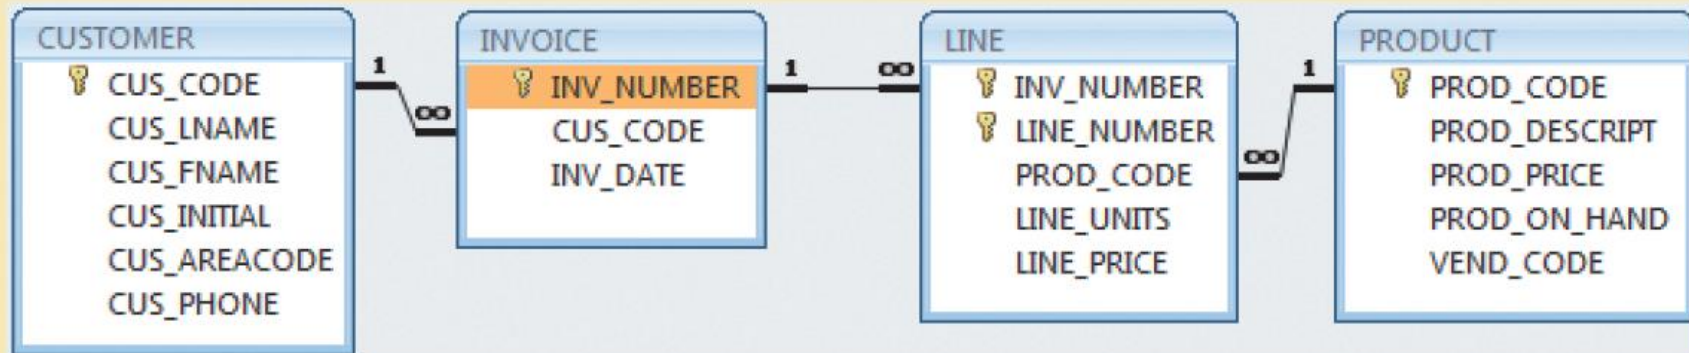 CUSTOMER
CUS_CODE
CUS_LNAME
CUS_FNAME
CUS_INITIAL
CUS_AREACODE
CUS_PHONE
1
∞
INVOICE
INV_NUMBER
CUS_CODE
INV_DATE
1
∞
LINE
INV_NUMBER
LINE_NUMBER
PROD_CODE
LINE_UNITS
LINE_PRICE
∞
1
PRODUCT
PROD_CODE
PROD_DESCRIPT
PROD_PRICE
PROD_ON_HAND
VEND_CODE